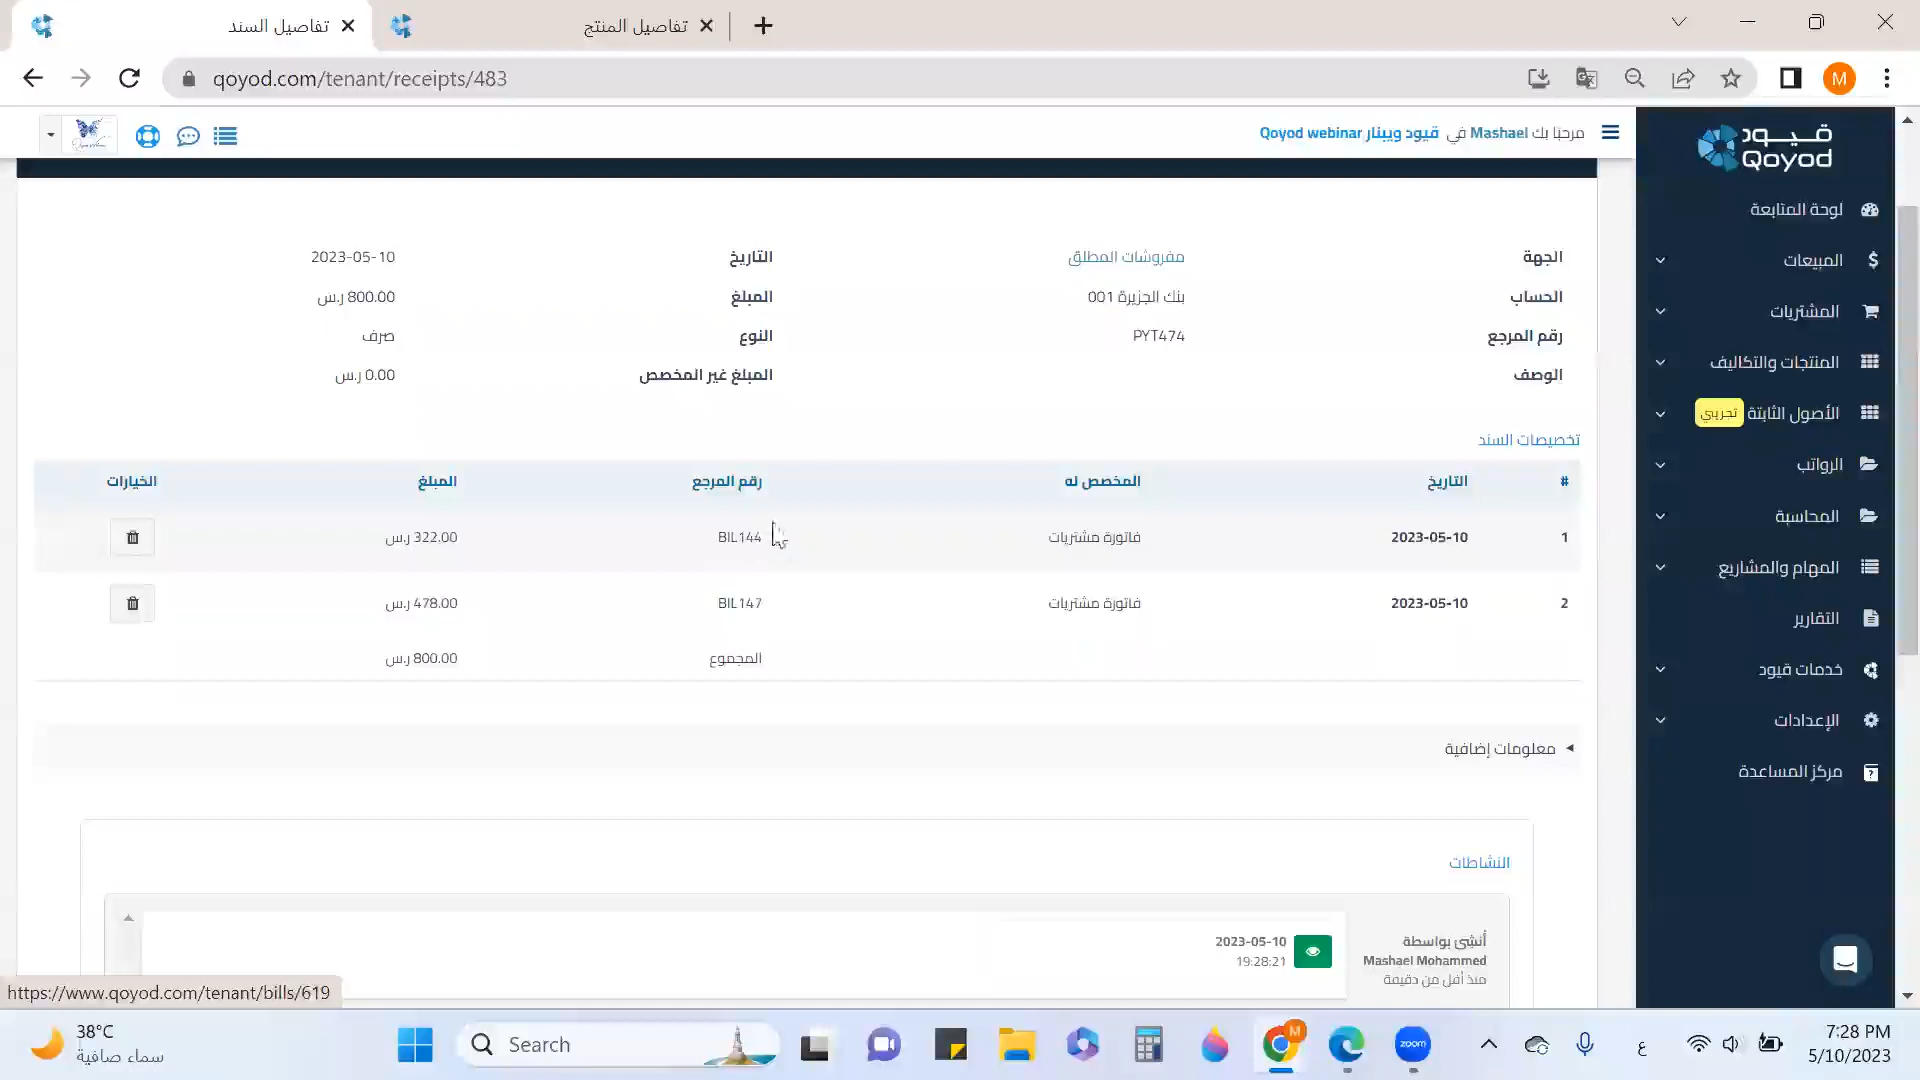 تفاصيل السند
تفاصيل المنتج
qoyod.com/tenant/receipts/483
M
مرحبًا بك Mashael في قيود ويبنار Qoyod webinar
قيود
Qoyod
لوحة المتابعة
المبيعات
المشتريات
المنتجات والتكاليف
الأصول الثابتة تجريبي
الرواتب
المحاسبة
المهام والمشاريع
التقارير
خدمات قيود
الإعدادات
مركز المساعدة
الجهة مفروشات المطلق التاريخ 2023-05-10
الحساب بنك الجزيرة 001 المبلغ 800.00 ر.س
رقم المرجع PYT474 النوع صرف
الوصف المبلغ غير المخصص 0.00 ر.س
تخصيصات السند
# التاريخ المخصص له رقم المرجع المبلغ الخيارات
1 2023-05-10 فاتورة مشتريات BIL144 322.00 ر.س
2 2023-05-10 فاتورة مشتريات BIL147 478.00 ر.س
المجموع 800.00 ر.س
معلومات إضافية
النشاطات
أنشئ بواسطة
Mashael Mohammed
منذ أقل من دقيقة
2023-05-10
19:28:21
https://www.qoyod.com/tenant/bills/619
38°C
سماء صافية
Search
M
zoom
ع
7:28 PM
5/10/2023